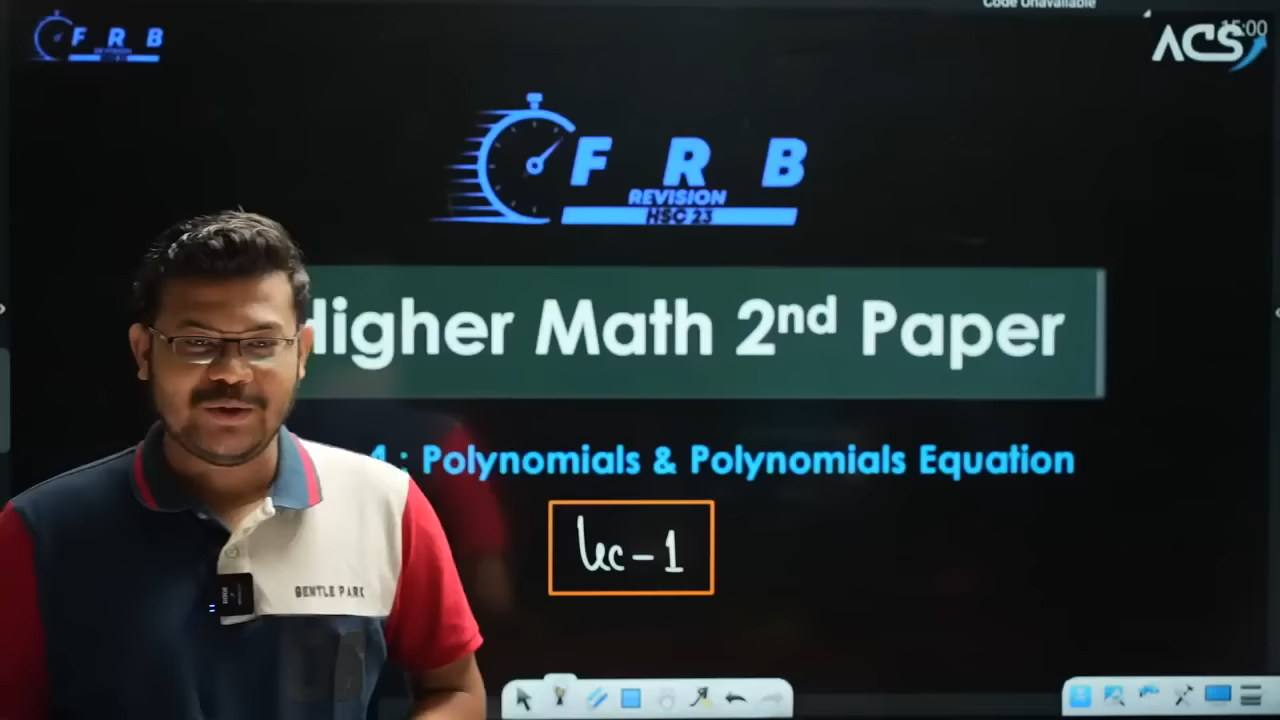 Code Unavailable
15:00
F R B
ACS
F R B
REVISION
HSC 23
Higher Math 2nd Paper
4 : Polynomials & Polynomials Equation
Lec - 1
GENTLE PARK